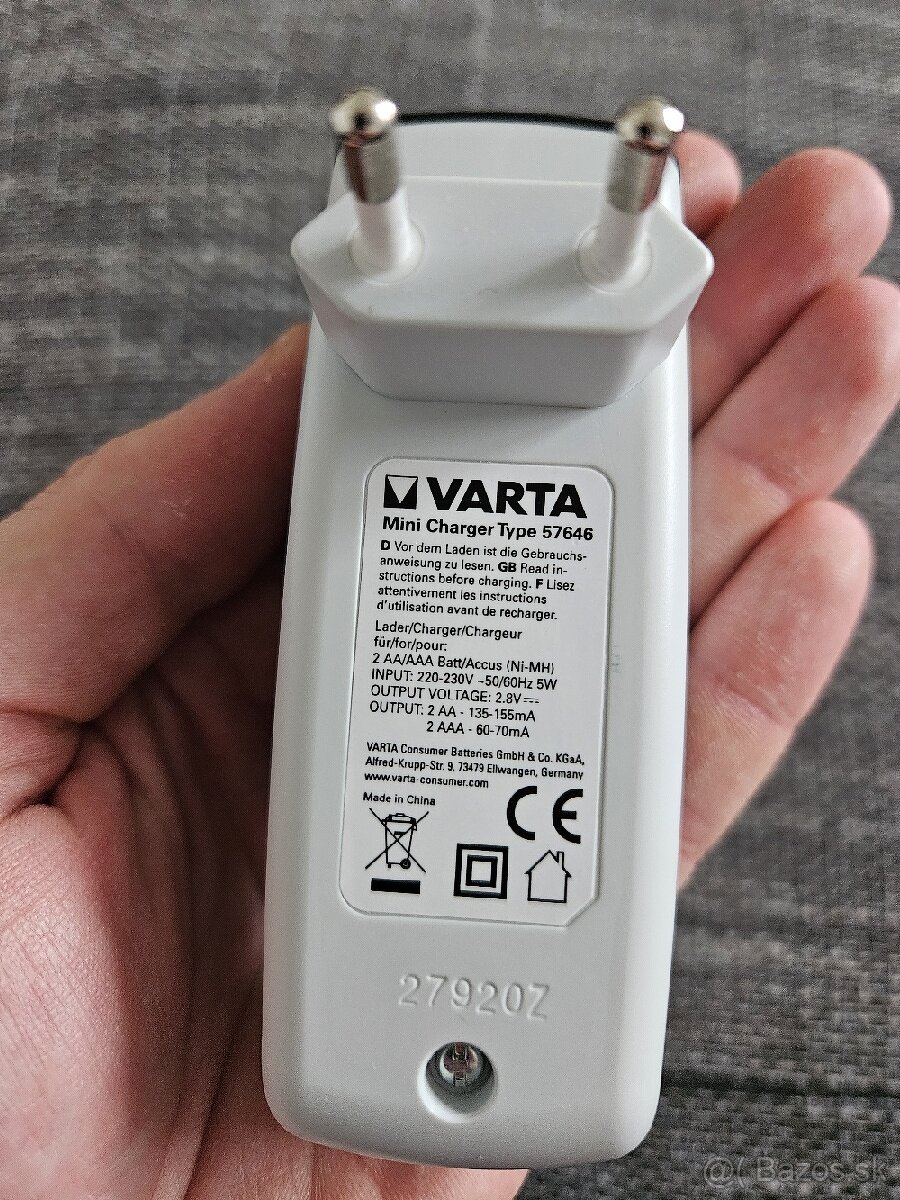 VARTA
Mini Charger Type 57646
D Vor dem Laden ist die Gebrauchs-
anweisung zu lesen. GB Read in-
structions before charging. F Lisez
attentivement les instructions
d'utilisation avant de recharger.
Lader/Charger/Chargeur
für/for/pour:
2 AA/AAA Batt/Accus (Ni-MH)
INPUT: 220-230V ~50/60Hz 5W
OUTPUT VOLTAGE: 2.8V⎓
OUTPUT: 2 AA - 135-155mA
2 AAA - 60-70mA
VARTA Consumer Batteries GmbH & Co. KGaA,
Alfred-Krupp-Str. 9, 73479 Ellwangen, Germany
www.varta-consumer.com
Made in China
CE
27920Z
@( Bazos.sk